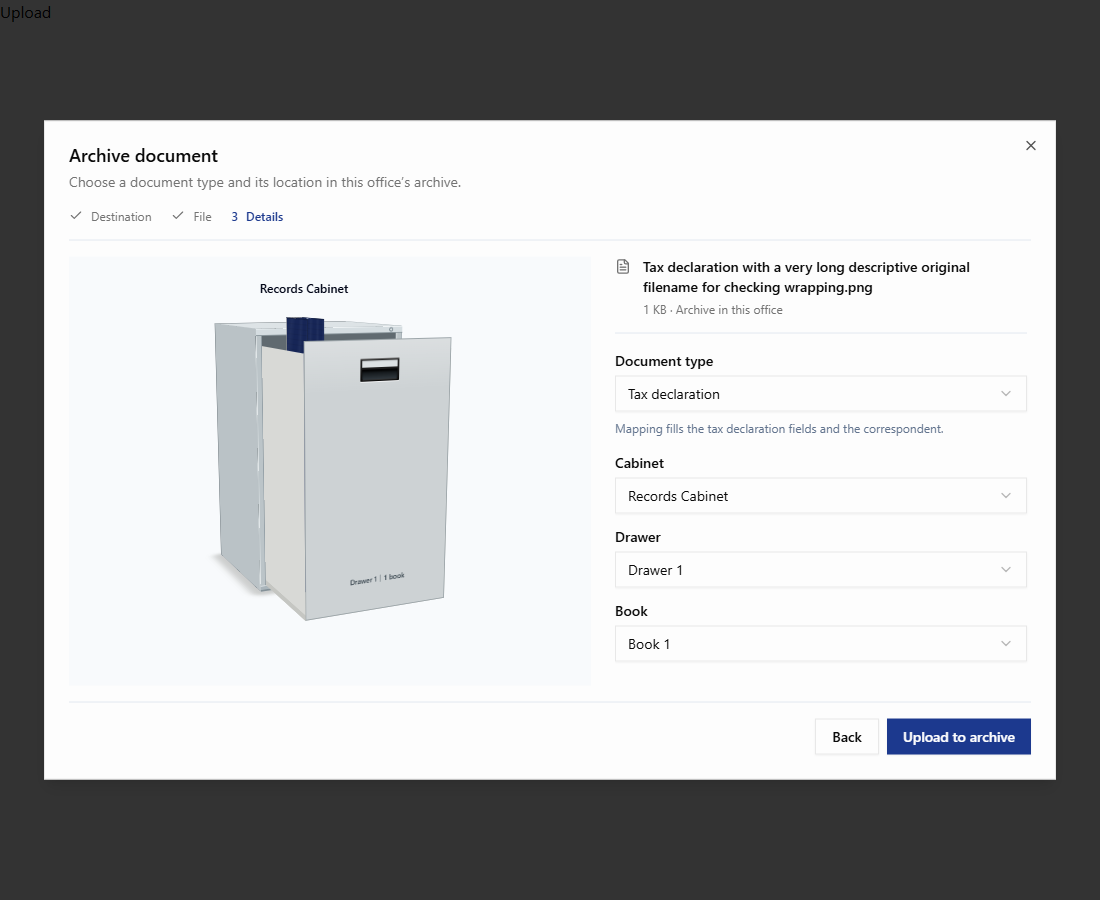 Upload
Archive document
Choose a document type and its location in this office's archive.
Destination File 3 Details
Records Cabinet
Drawer 1 | 1 book
Tax declaration with a very long descriptive original
filename for checking wrapping.png
1 KB · Archive in this office
Document type
Tax declaration
Mapping fills the tax declaration fields and the correspondent.
Cabinet
Records Cabinet
Drawer
Drawer 1
Book
Book 1
Back Upload to archive